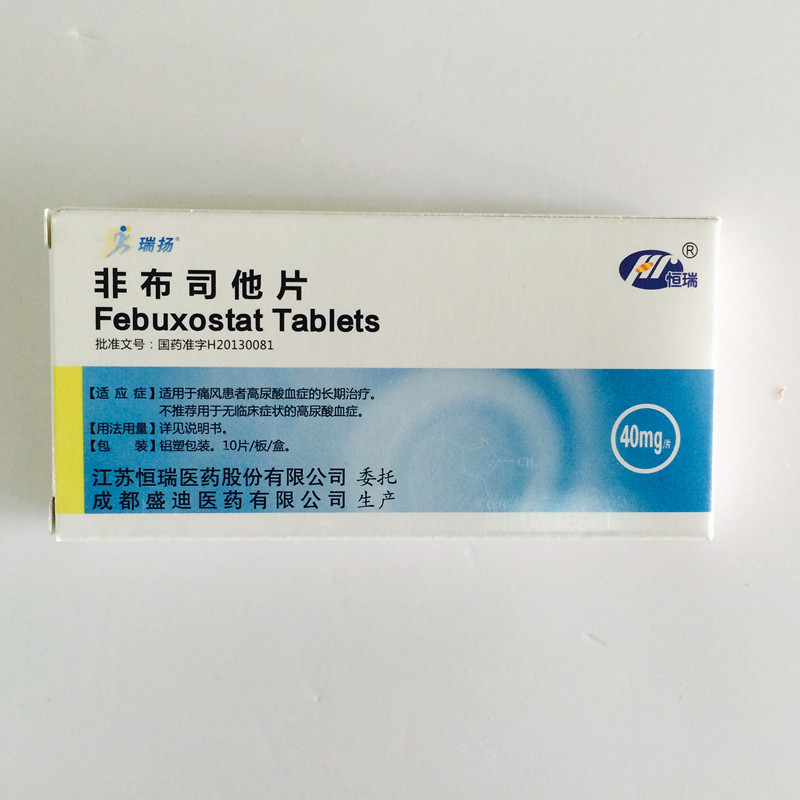 瑞扬®
恒瑞®
非布司他片
Febuxostat Tablets
批准文号：国药准字H20130081
【适应症】适用于痛风患者高尿酸血症的长期治疗。
不推荐用于无临床症状的高尿酸血症。
【用法用量】详见说明书。
【包装】铝塑包装。10片/板/盒。
40mg/片
江苏恒瑞医药股份有限公司 委托
成都盛迪医药有限公司 生产